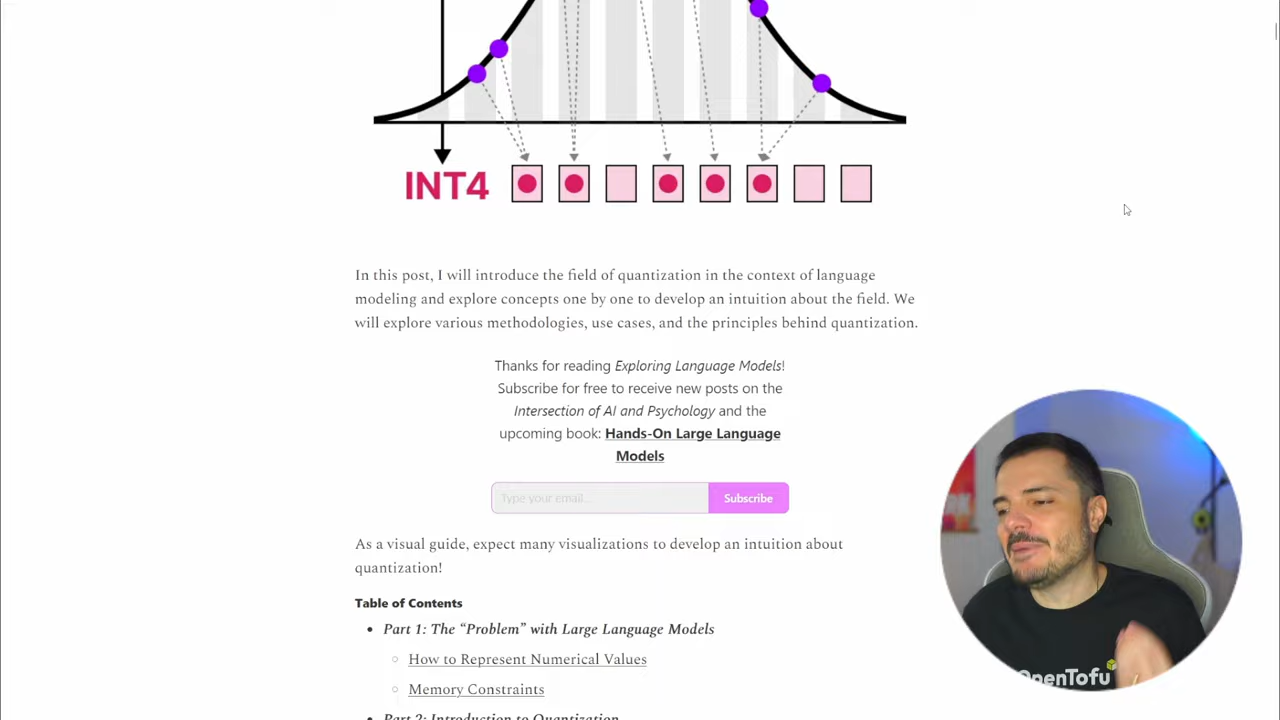 INT4
In this post, I will introduce the field of quantization in the context of language
modeling and explore concepts one by one to develop an intuition about the field. We
will explore various methodologies, use cases, and the principles behind quantization.
Thanks for reading Exploring Language Models!
Subscribe for free to receive new posts on the
Intersection of AI and Psychology and the
upcoming book: Hands-On Large Language
Models
Type your email...
Subscribe
As a visual guide, expect many visualizations to develop an intuition about
quantization!
Table of Contents
Part 1: The “Problem” with Large Language Models
How to Represent Numerical Values
Memory Constraints
Part 2: Introduction to Quantization
OpenTofu